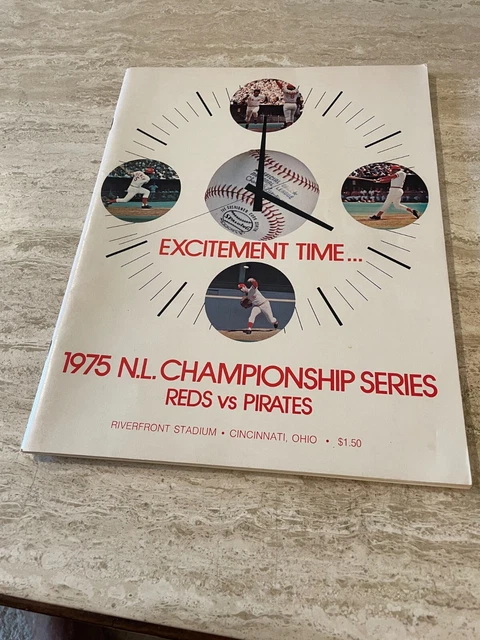 EXCITEMENT TIME...
1975 N.L. CHAMPIONSHIP SERIES
REDS vs PIRATES
RIVERFRONT STADIUM • CINCINNATI, OHIO • $1.50